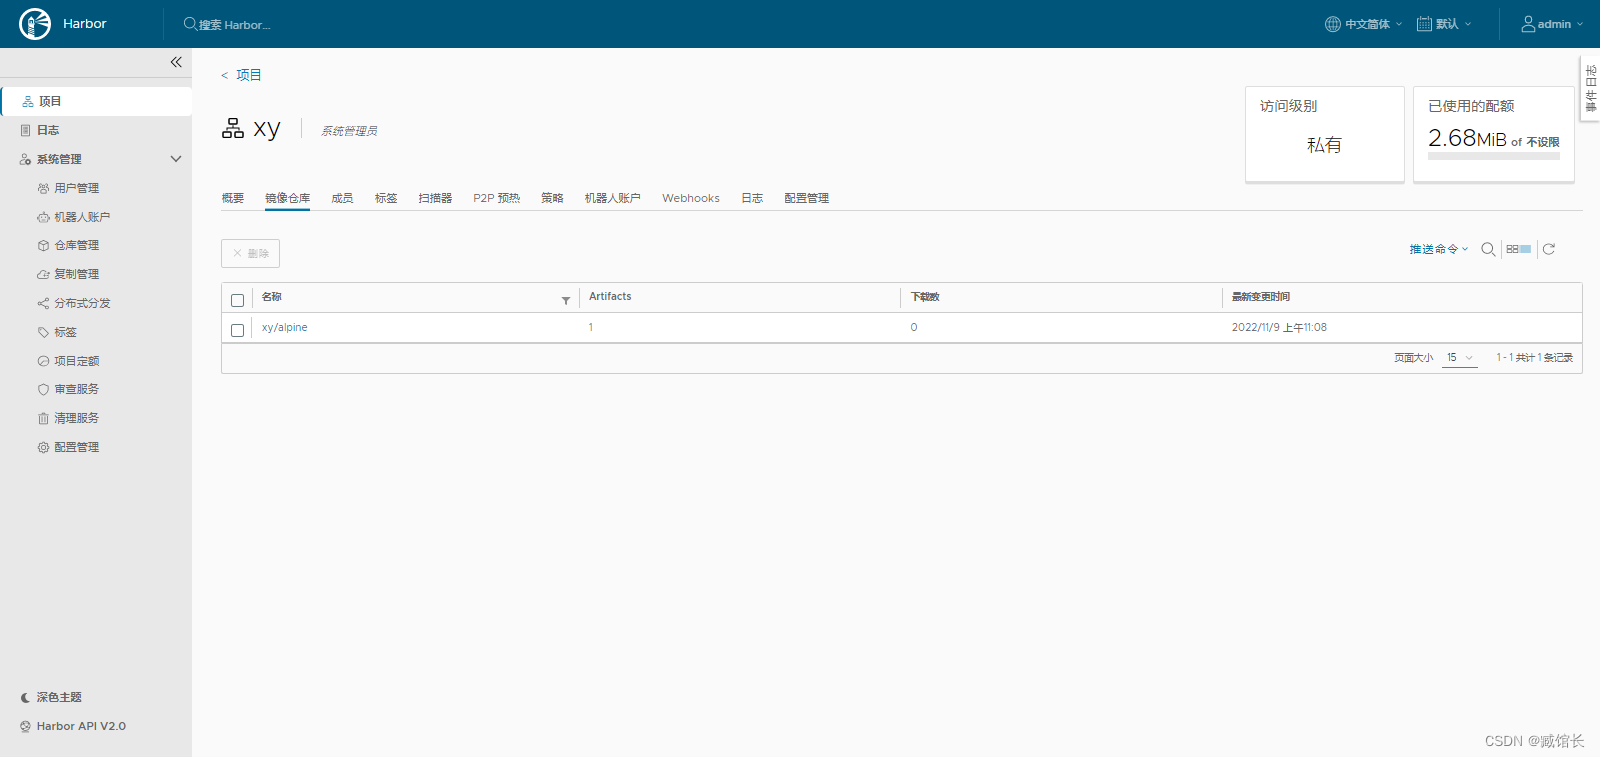 Harbor
搜索 Harbor...
中文简体
默认
admin
事件日志
项目
日志
系统管理
用户管理
机器人账户
仓库管理
复制管理
分布式分发
标签
项目定额
审查服务
清理服务
配置管理
深色主题
Harbor API V2.0
< 项目
xy
系统管理员
访问级别
私有
已使用的配额
2.68MiB of 不设限
概要 镜像仓库 成员 标签 扫描器 P2P 预热 策略 机器人账户 Webhooks 日志 配置管理
删除
推送命令
名称 Artifacts 下载数 最新变更时间
xy/alpine 1 0 2022/11/9 上午11:08
页面大小 15 1 - 1 共计 1 条记录
CSDN @臧馆长